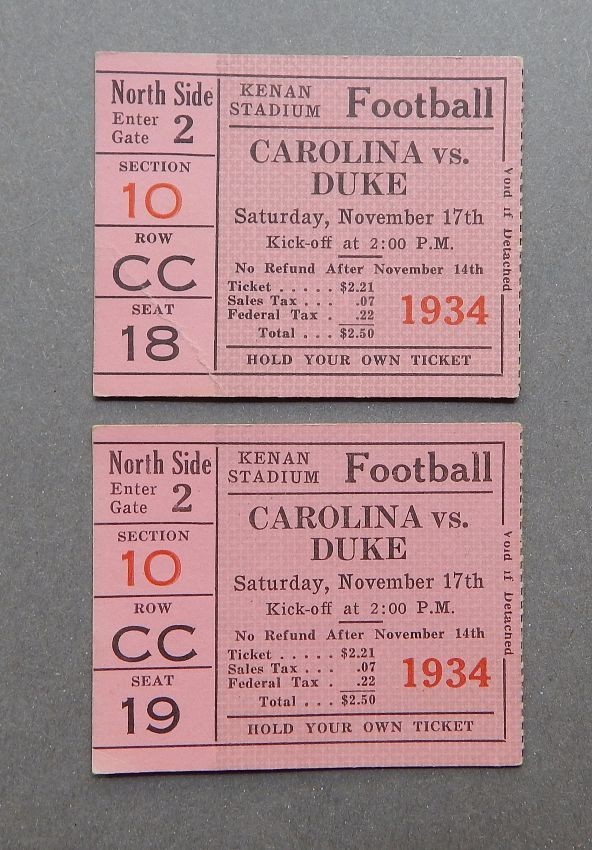 North Side
Enter
Gate 2
SECTION
10
ROW
CC
SEAT
18
KENAN
STADIUM
Football
CAROLINA vs.
DUKE
Saturday, November 17th
Kick-off at 2:00 P.M.
No Refund After November 14th
Ticket . . . . . $2.21
Sales Tax . . . .07
Federal Tax . .22
Total . . . $2.50
1934
HOLD YOUR OWN TICKET
Void if Detached
North Side
Enter
Gate 2
SECTION
10
ROW
CC
SEAT
19
KENAN
STADIUM
Football
CAROLINA vs.
DUKE
Saturday, November 17th
Kick-off at 2:00 P.M.
No Refund After November 14th
Ticket . . . . . $2.21
Sales Tax . . . .07
Federal Tax . .22
Total . . . $2.50
1934
HOLD YOUR OWN TICKET
Void if Detached